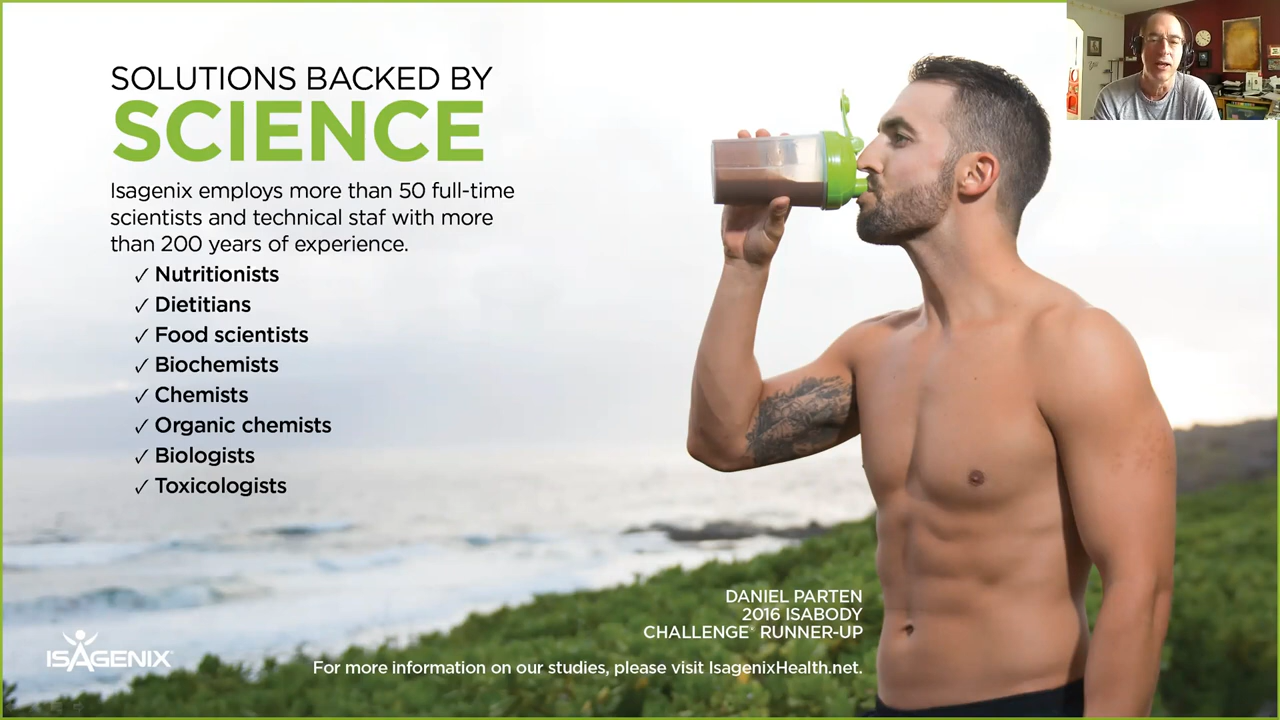 SOLUTIONS BACKED BY
SCIENCE
Isagenix employs more than 50 full-time
scientists and technical staf with more
than 200 years of experience.
✓ Nutritionists
✓ Dietitians
✓ Food scientists
✓ Biochemists
✓ Chemists
✓ Organic chemists
✓ Biologists
✓ Toxicologists
DANIEL PARTEN
2016 ISABODY
CHALLENGE® RUNNER-UP
ISAGENIX
For more information on our studies, please visit IsagenixHealth.net.